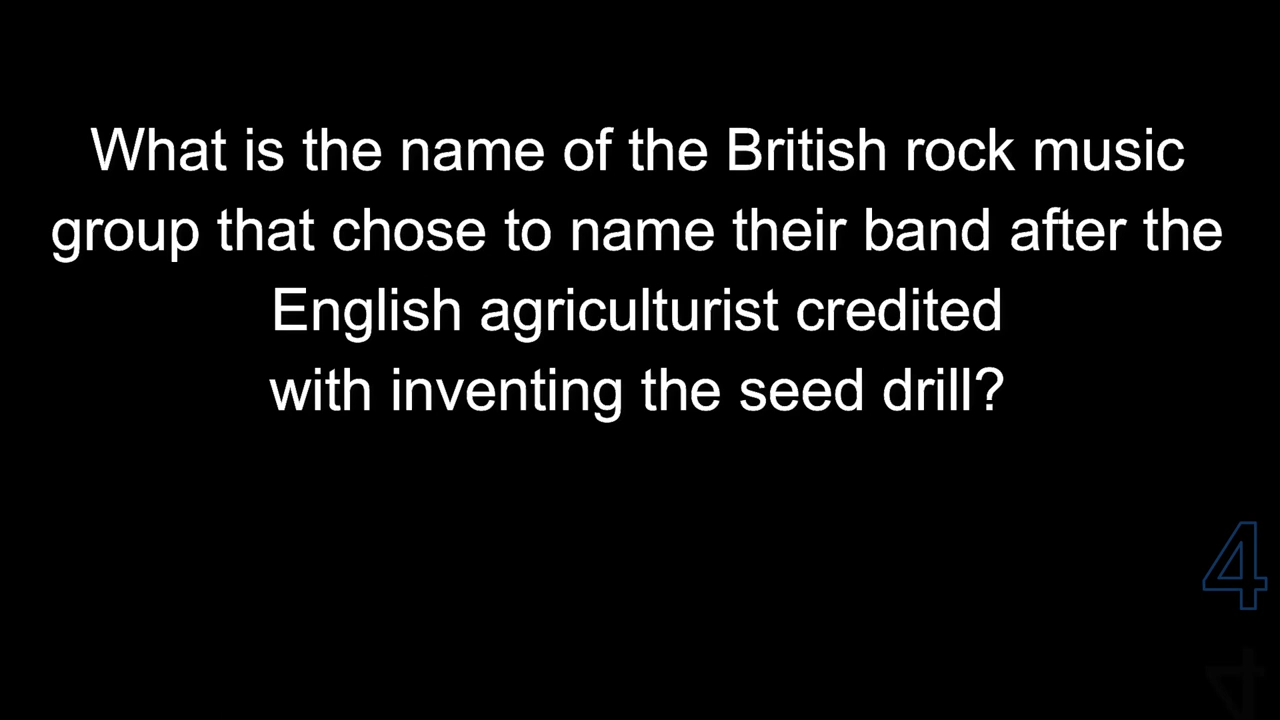 What is the name of the British rock music
group that chose to name their band after the
English agriculturist credited
with inventing the seed drill?
4